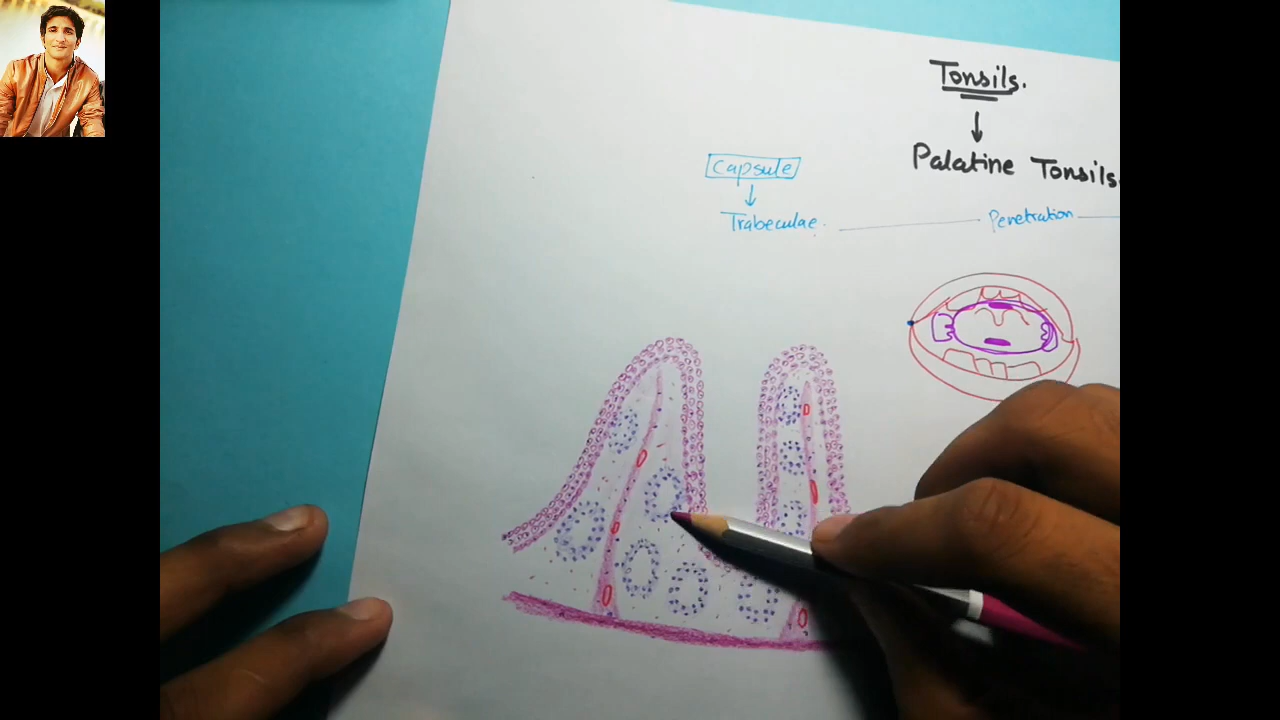 Tonsils.
Palatine Tonsils.
Capsule
Trabeculae.
Penetration